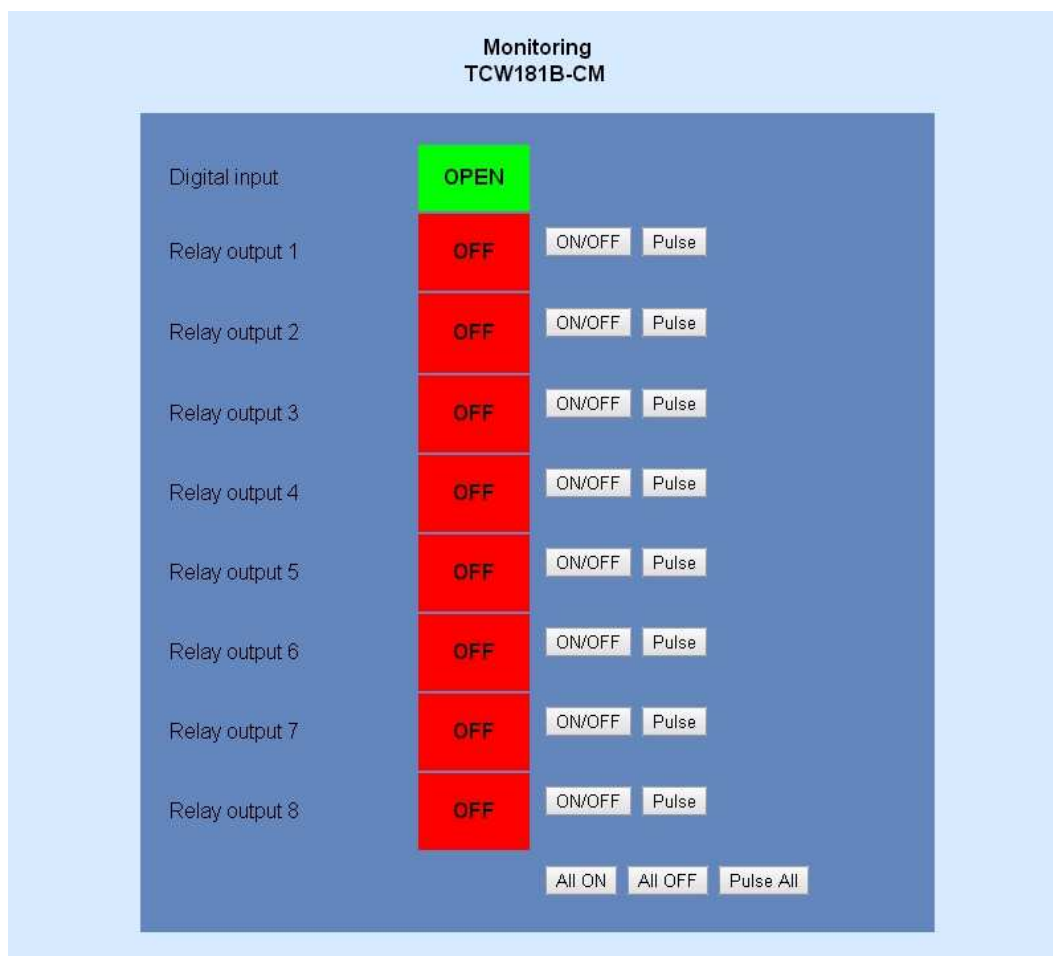 Monitoring
TCW181B-CM
Digital input OPEN
Relay output 1 OFF ON/OFF Pulse
Relay output 2 OFF ON/OFF Pulse
Relay output 3 OFF ON/OFF Pulse
Relay output 4 OFF ON/OFF Pulse
Relay output 5 OFF ON/OFF Pulse
Relay output 6 OFF ON/OFF Pulse
Relay output 7 OFF ON/OFF Pulse
Relay output 8 OFF ON/OFF Pulse
All ON All OFF Pulse All